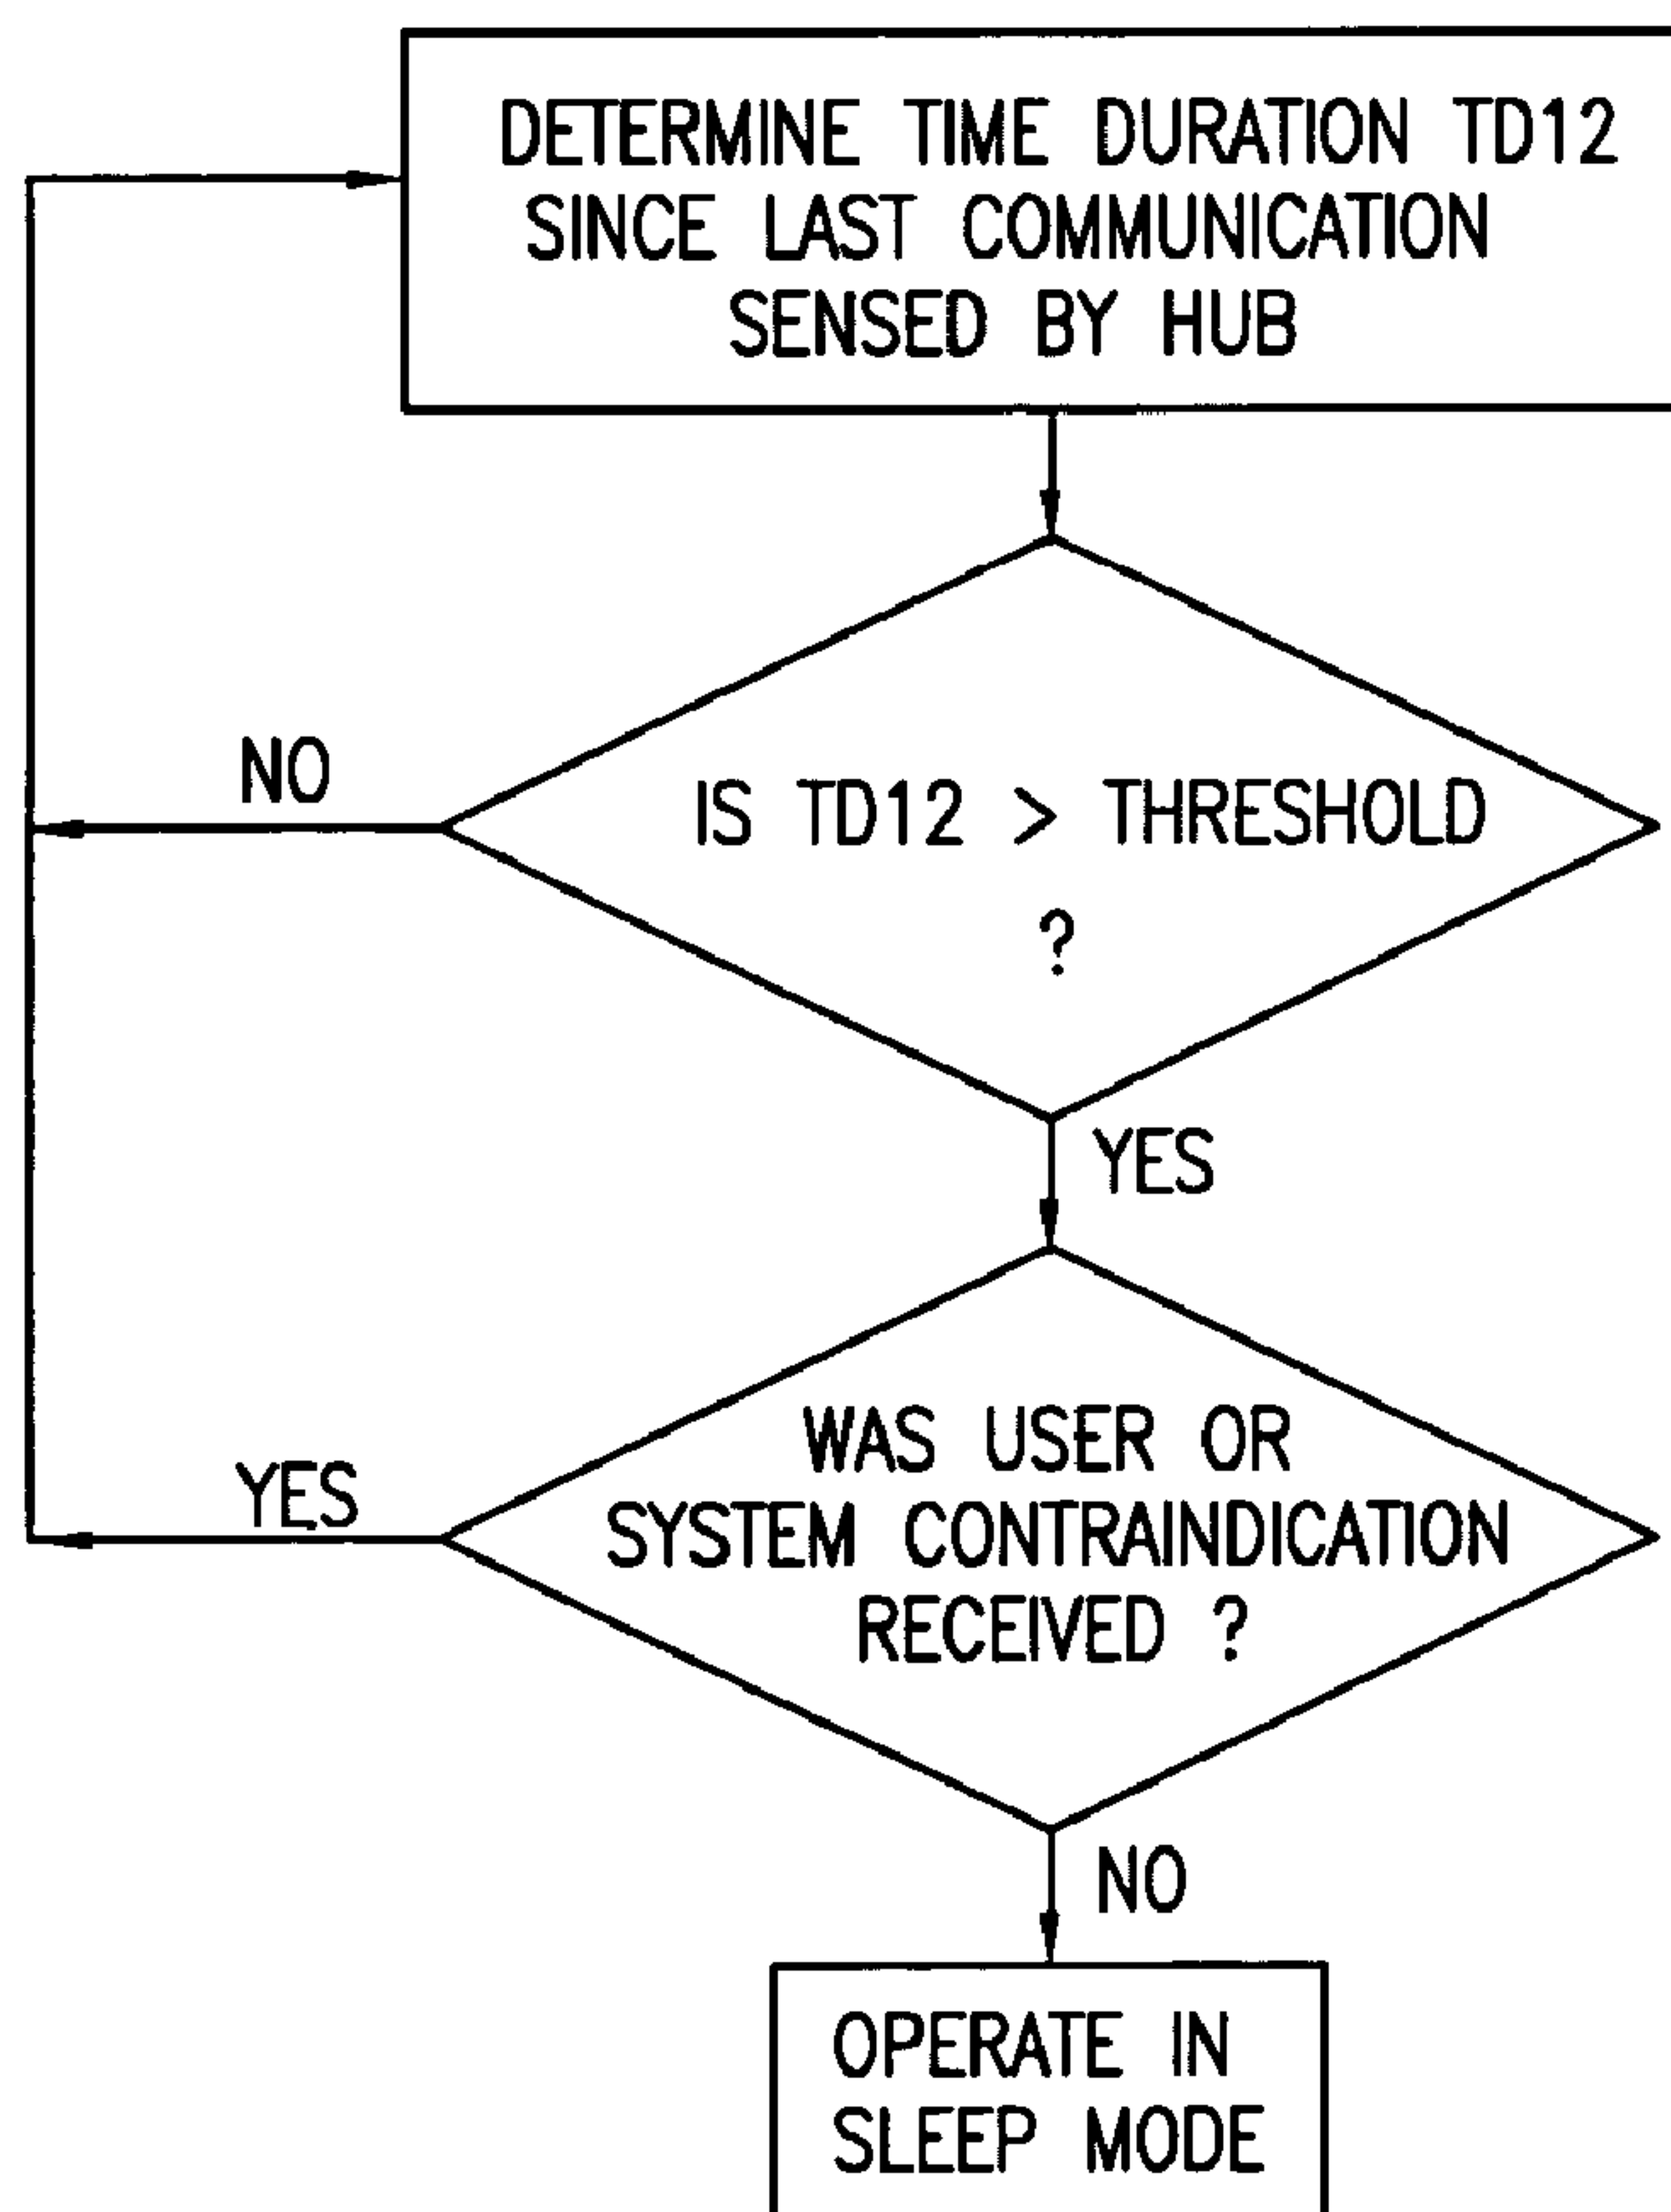 DETERMINE TIME DURATION TD12
SINCE LAST COMMUNICATION
SENSED BY HUB
NO
IS TD12 > THRESHOLD
?
YES
WAS USER OR
YES
SYSTEM CONTRAINDICATION
RECEIVED ?
NO
OPERATE IN
SLEEP MODE